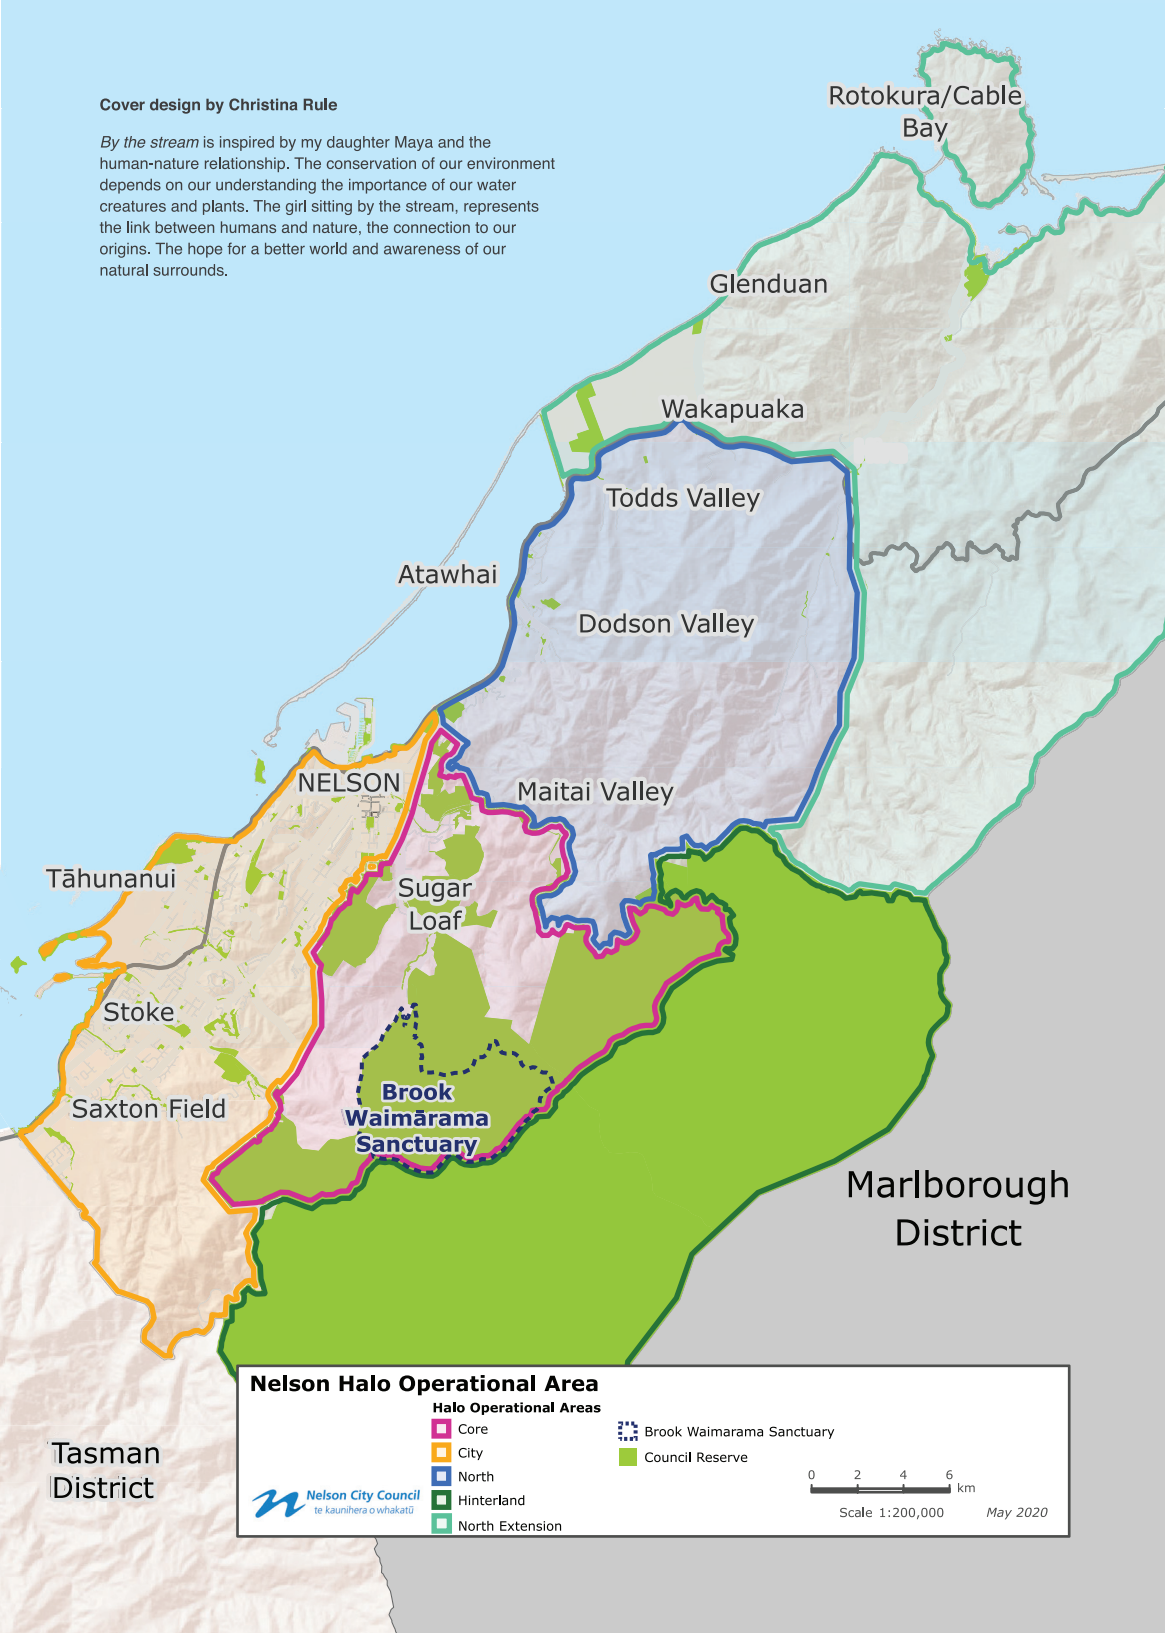 Cover design by Christina Rule
By the stream is inspired by my daughter Maya and the
human-nature relationship. The conservation of our environment
depends on our understanding the importance of our water
creatures and plants. The girl sitting by the stream, represents
the link between humans and nature, the connection to our
origins. The hope for a better world and awareness of our
natural surrounds.
Rotokura/Cable
Bay
Glenduan
Wakapuaka
Todds Valley
Atawhai
Dodson Valley
NELSON
Maitai Valley
Tāhunanui
Sugar
Loaf
Stoke
Brook
Waimārama
Sanctuary
Saxton Field
Marlborough
District
Tasman
District
Nelson Halo Operational Area
Halo Operational Areas
Core
City
North
Hinterland
North Extension
Brook Waimarama Sanctuary
Council Reserve
Nelson City Council
te kaunihera o whakatū
0 2 4 6
km
Scale 1:200,000
May 2020